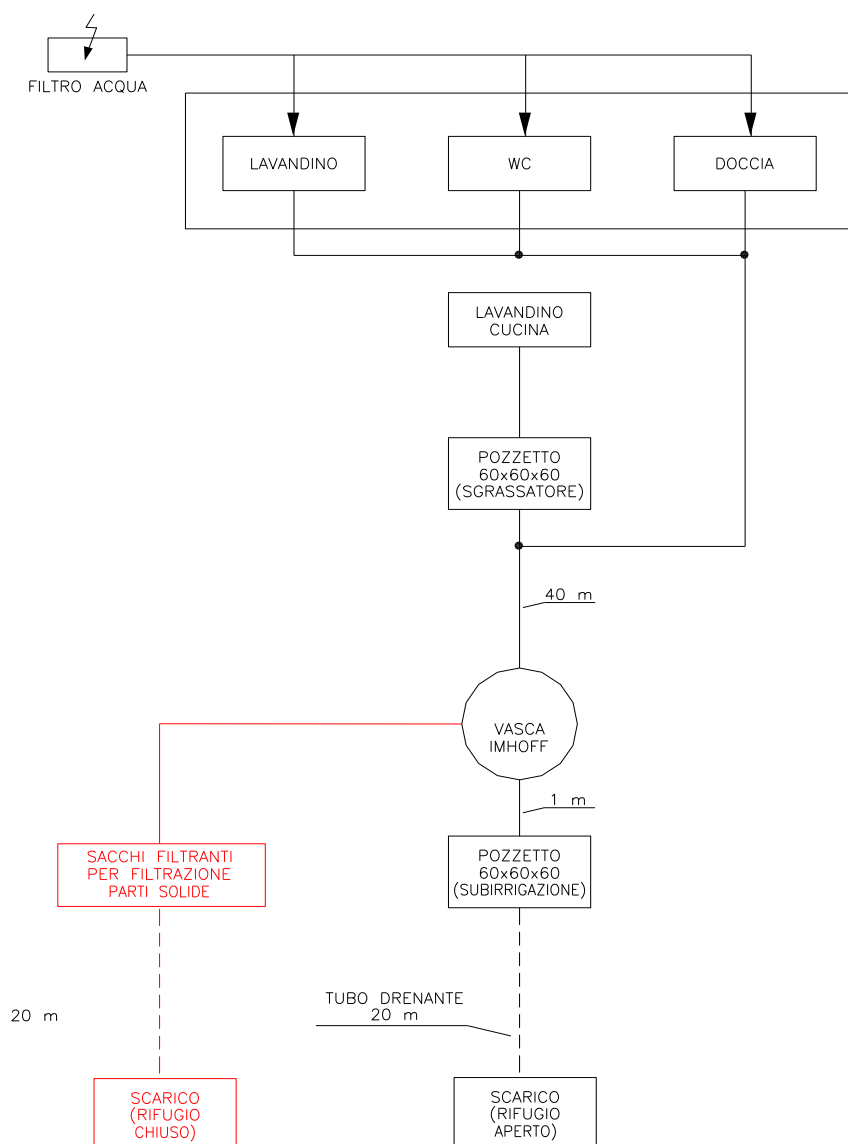 FILTRO ACQUA
LAVANDINO
WC
DOCCIA
LAVANDINO
CUCINA
POZZETTO
60x60x60
(SGRASSATORE)
40 m
VASCA
IMHOFF
1 m
SACCHI FILTRANTI
PER FILTRAZIONE
PARTI SOLIDE
POZZETTO
60x60x60
(SUBIRRIGAZIONE)
20 m
TUBO DRENANTE
20 m
SCARICO
(RIFUGIO
CHIUSO)
SCARICO
(RIFUGIO
APERTO)